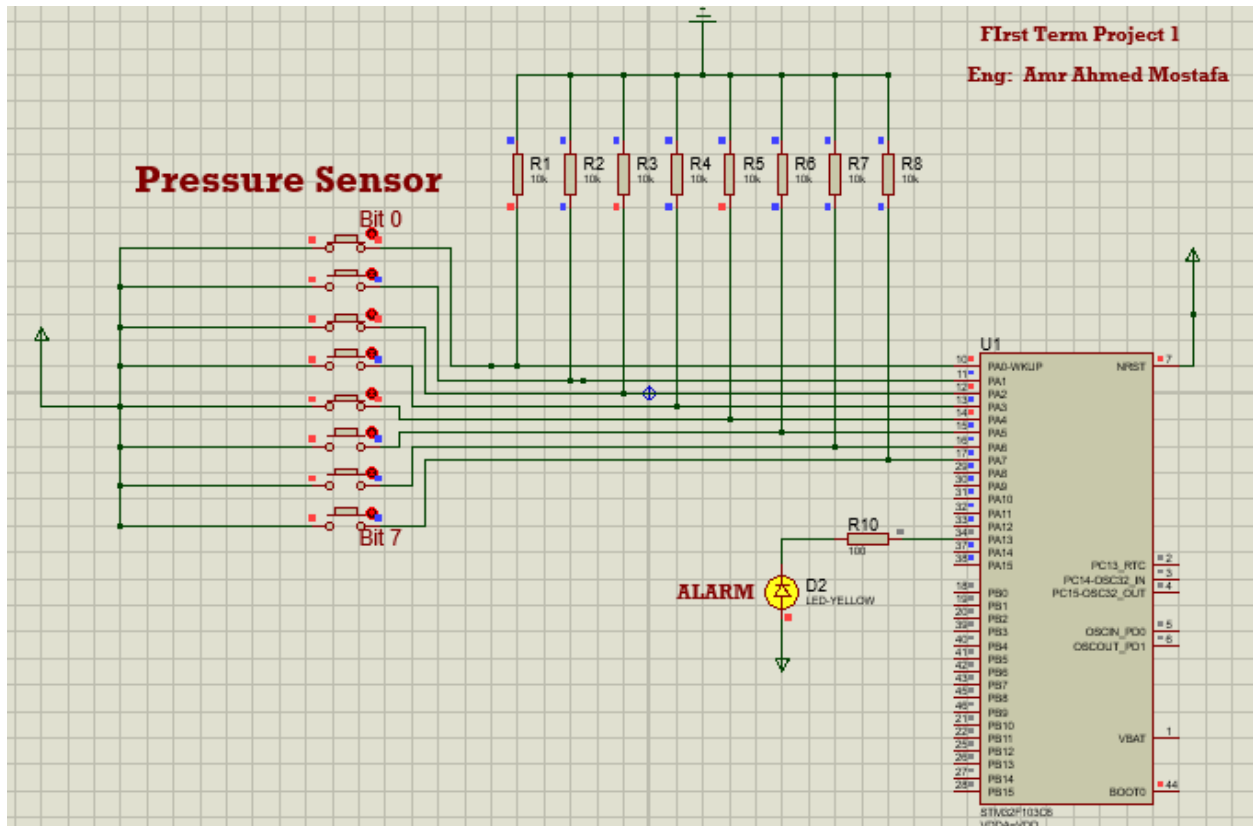 FIrst Term Project 1
Eng: Amr Ahmed Mostafa
Pressure Sensor
Bit 0
Bit 7
R1
10k
R2
10k
R3
10k
R4
10k
R5
10k
R6
10k
R7
10k
R8
10k
R10
100
ALARM
D2
LED-YELLOW
U1
10 PA0-WKUP
11 PA1
12 PA2
13 PA3
14 PA4
15 PA5
16 PA6
17 PA7
29 PA8
30 PA9
31 PA10
32 PA11
33 PA12
34 PA13
37 PA14
38 PA15
18 PB0
19 PB1
20 PB2
39 PB3
40 PB4
41 PB5
42 PB6
43 PB7
45 PB8
46 PB9
21 PB10
22 PB11
25 PB12
26 PB13
27 PB14
28 PB15
NRST 7
PC13_RTC 2
PC14-OSC32_IN 3
PC15-OSC32_OUT 4
OSCIN_PD0 5
OSCOUT_PD1 6
VBAT 1
BOOT0 44
STM32F103C6
VDDA=VDD